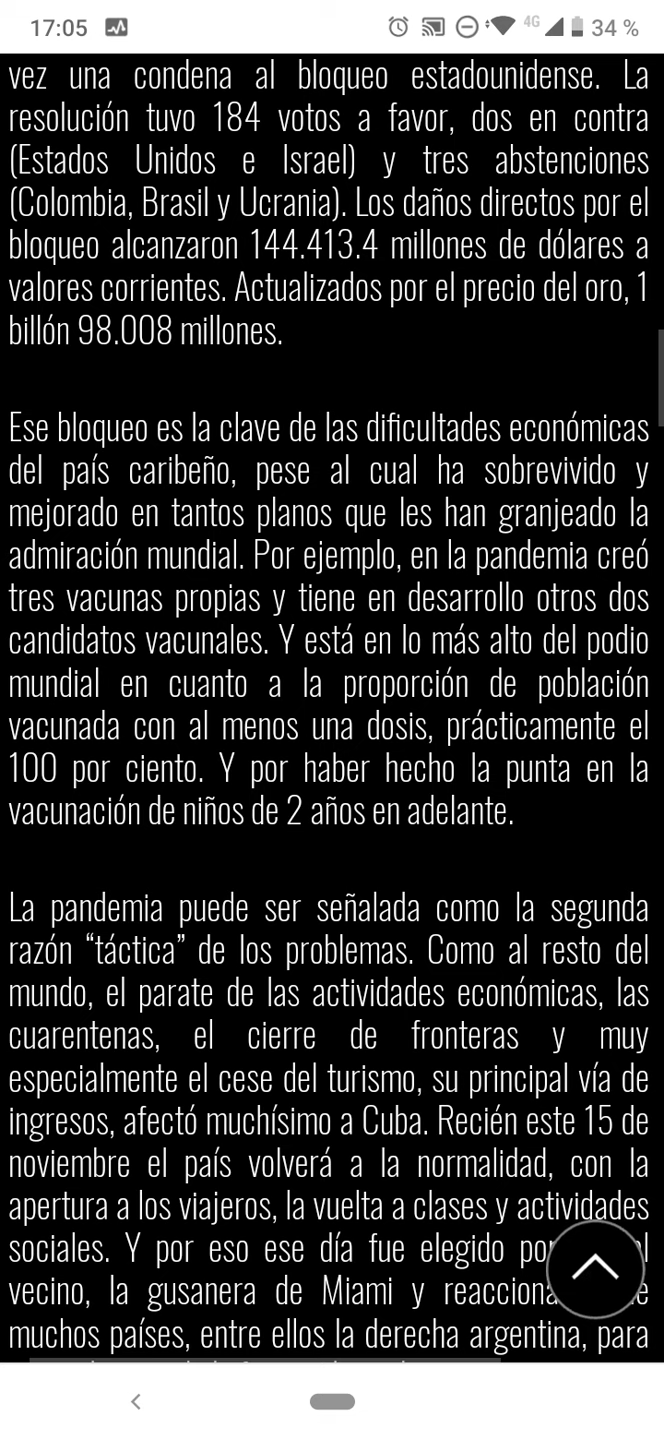 17:05
4G
34 %
vez una condena al bloqueo estadounidense. La
resolución tuvo 184 votos a favor, dos en contra
(Estados Unidos e Israel) y tres abstenciones
(Colombia, Brasil y Ucrania). Los daños directos por el
bloqueo alcanzaron 144.413.4 millones de dólares a
valores corrientes. Actualizados por el precio del oro, 1
billón 98.008 millones.
Ese bloqueo es la clave de las dificultades económicas
del país caribeño, pese al cual ha sobrevivido y
mejorado en tantos planos que les han granjeado la
admiración mundial. Por ejemplo, en la pandemia creó
tres vacunas propias y tiene en desarrollo otros dos
candidatos vacunales. Y está en lo más alto del podio
mundial en cuanto a la proporción de población
vacunada con al menos una dosis, prácticamente el
100 por ciento. Y por haber hecho la punta en la
vacunación de niños de 2 años en adelante.
La pandemia puede ser señalada como la segunda
razón “táctica” de los problemas. Como al resto del
mundo, el parate de las actividades económicas, las
cuarentenas, el cierre de fronteras y muy
especialmente el cese del turismo, su principal vía de
ingresos, afectó muchísimo a Cuba. Recién este 15 de
noviembre el país volverá a la normalidad, con la
apertura a los viajeros, la vuelta a clases y actividades
sociales. Y por eso ese día fue elegido
vecino, la gusanera de Miami y
muchos países, entre ellos la derecha argentina, para